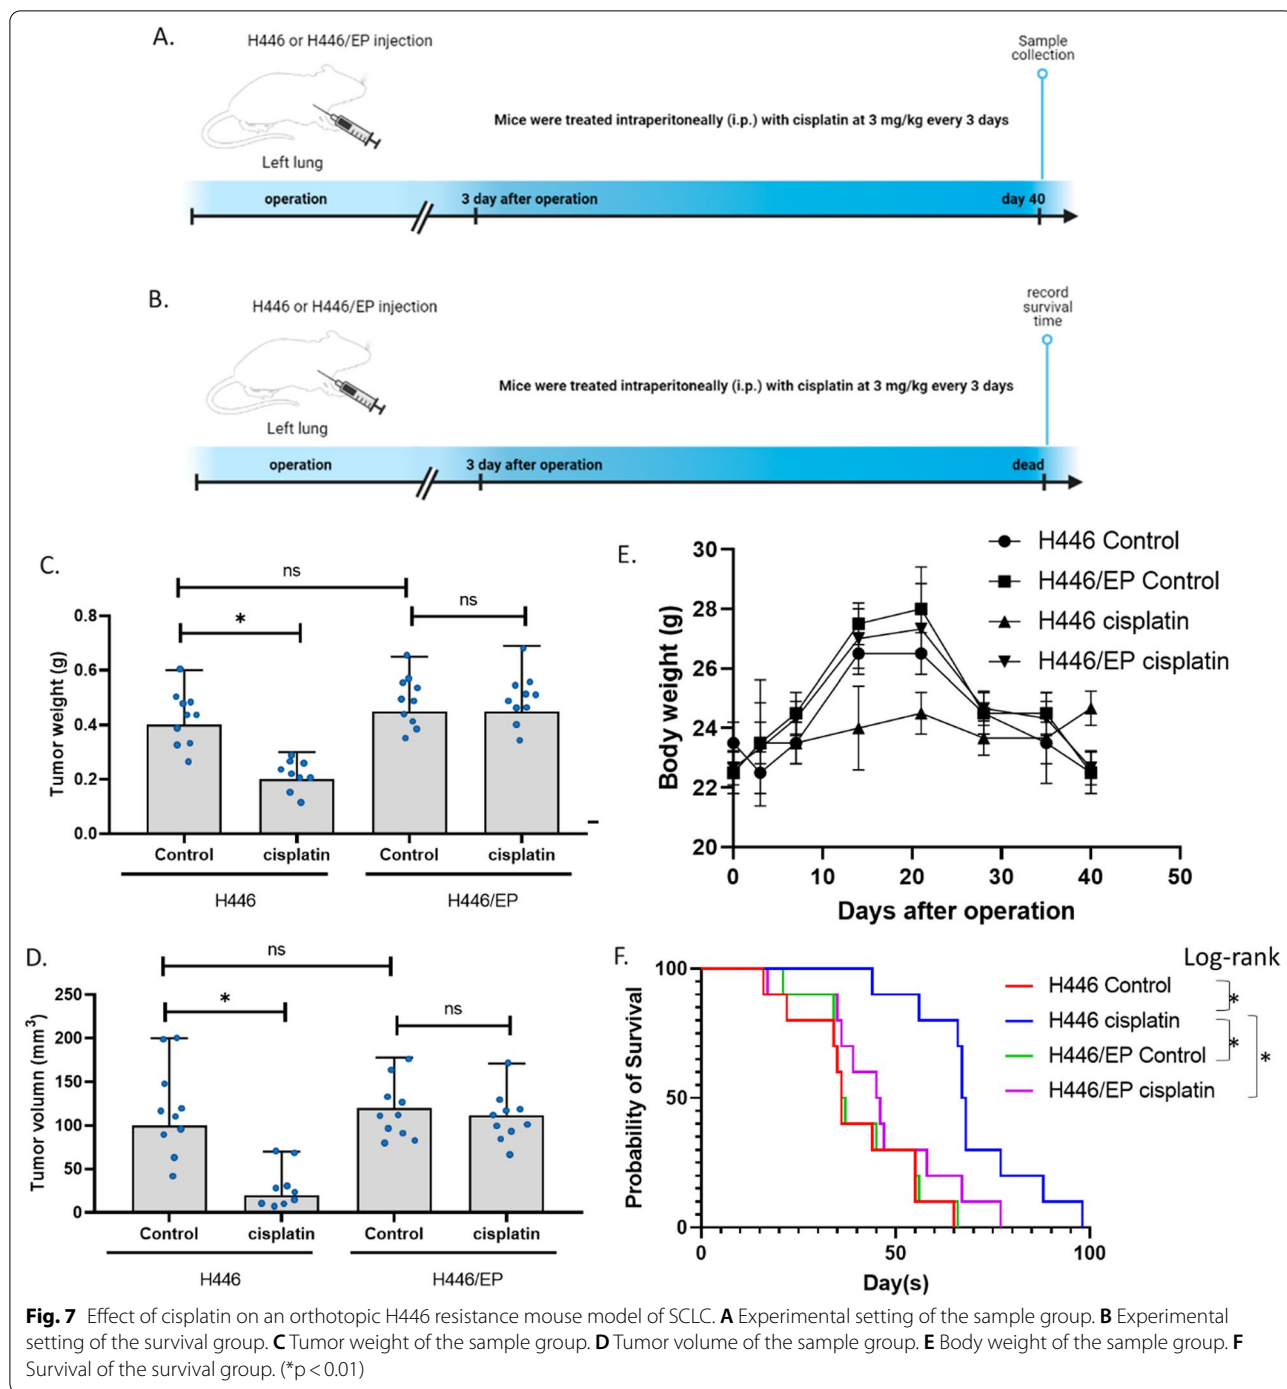 A.
H446 or H446/EP injection
Sample
collection
Mice were treated intraperitoneally (i.p.) with cisplatin at 3 mg/kg every 3 days
Left lung
operation
3 day after operation
day 40
B.
H446 or H446/EP injection
record
survival
time
Mice were treated intraperitoneally (i.p.) with cisplatin at 3 mg/kg every 3 days
Left lung
operation
3 day after operation
dead
C.
ns
ns
*
Tumor weight (g)
0.8
0.6
0.4
0.2
0.0
Control
cisplatin
Control
cisplatin
H446
H446/EP
E.
Body weight (g)
30
28
26
24
22
20
0
10
20
30
40
50
Days after operation
H446 Control
H446/EP Control
H446 cisplatin
H446/EP cisplatin
D.
ns
ns
*
Tumor volumn (mm³)
250
200
150
100
50
0
Control
cisplatin
Control
cisplatin
H446
H446/EP
F.
Probability of Survival
100
50
0
0
50
100
Day(s)
Log-rank
H446 Control
H446 cisplatin
H446/EP Control
H446/EP cisplatin
*
*
*
Fig. 7 Effect of cisplatin on an orthotopic H446 resistance mouse model of SCLC. A Experimental setting of the sample group. B Experimental
setting of the survival group. C Tumor weight of the sample group. D Tumor volume of the sample group. E Body weight of the sample group. F
Survival of the survival group. (*p < 0.01)